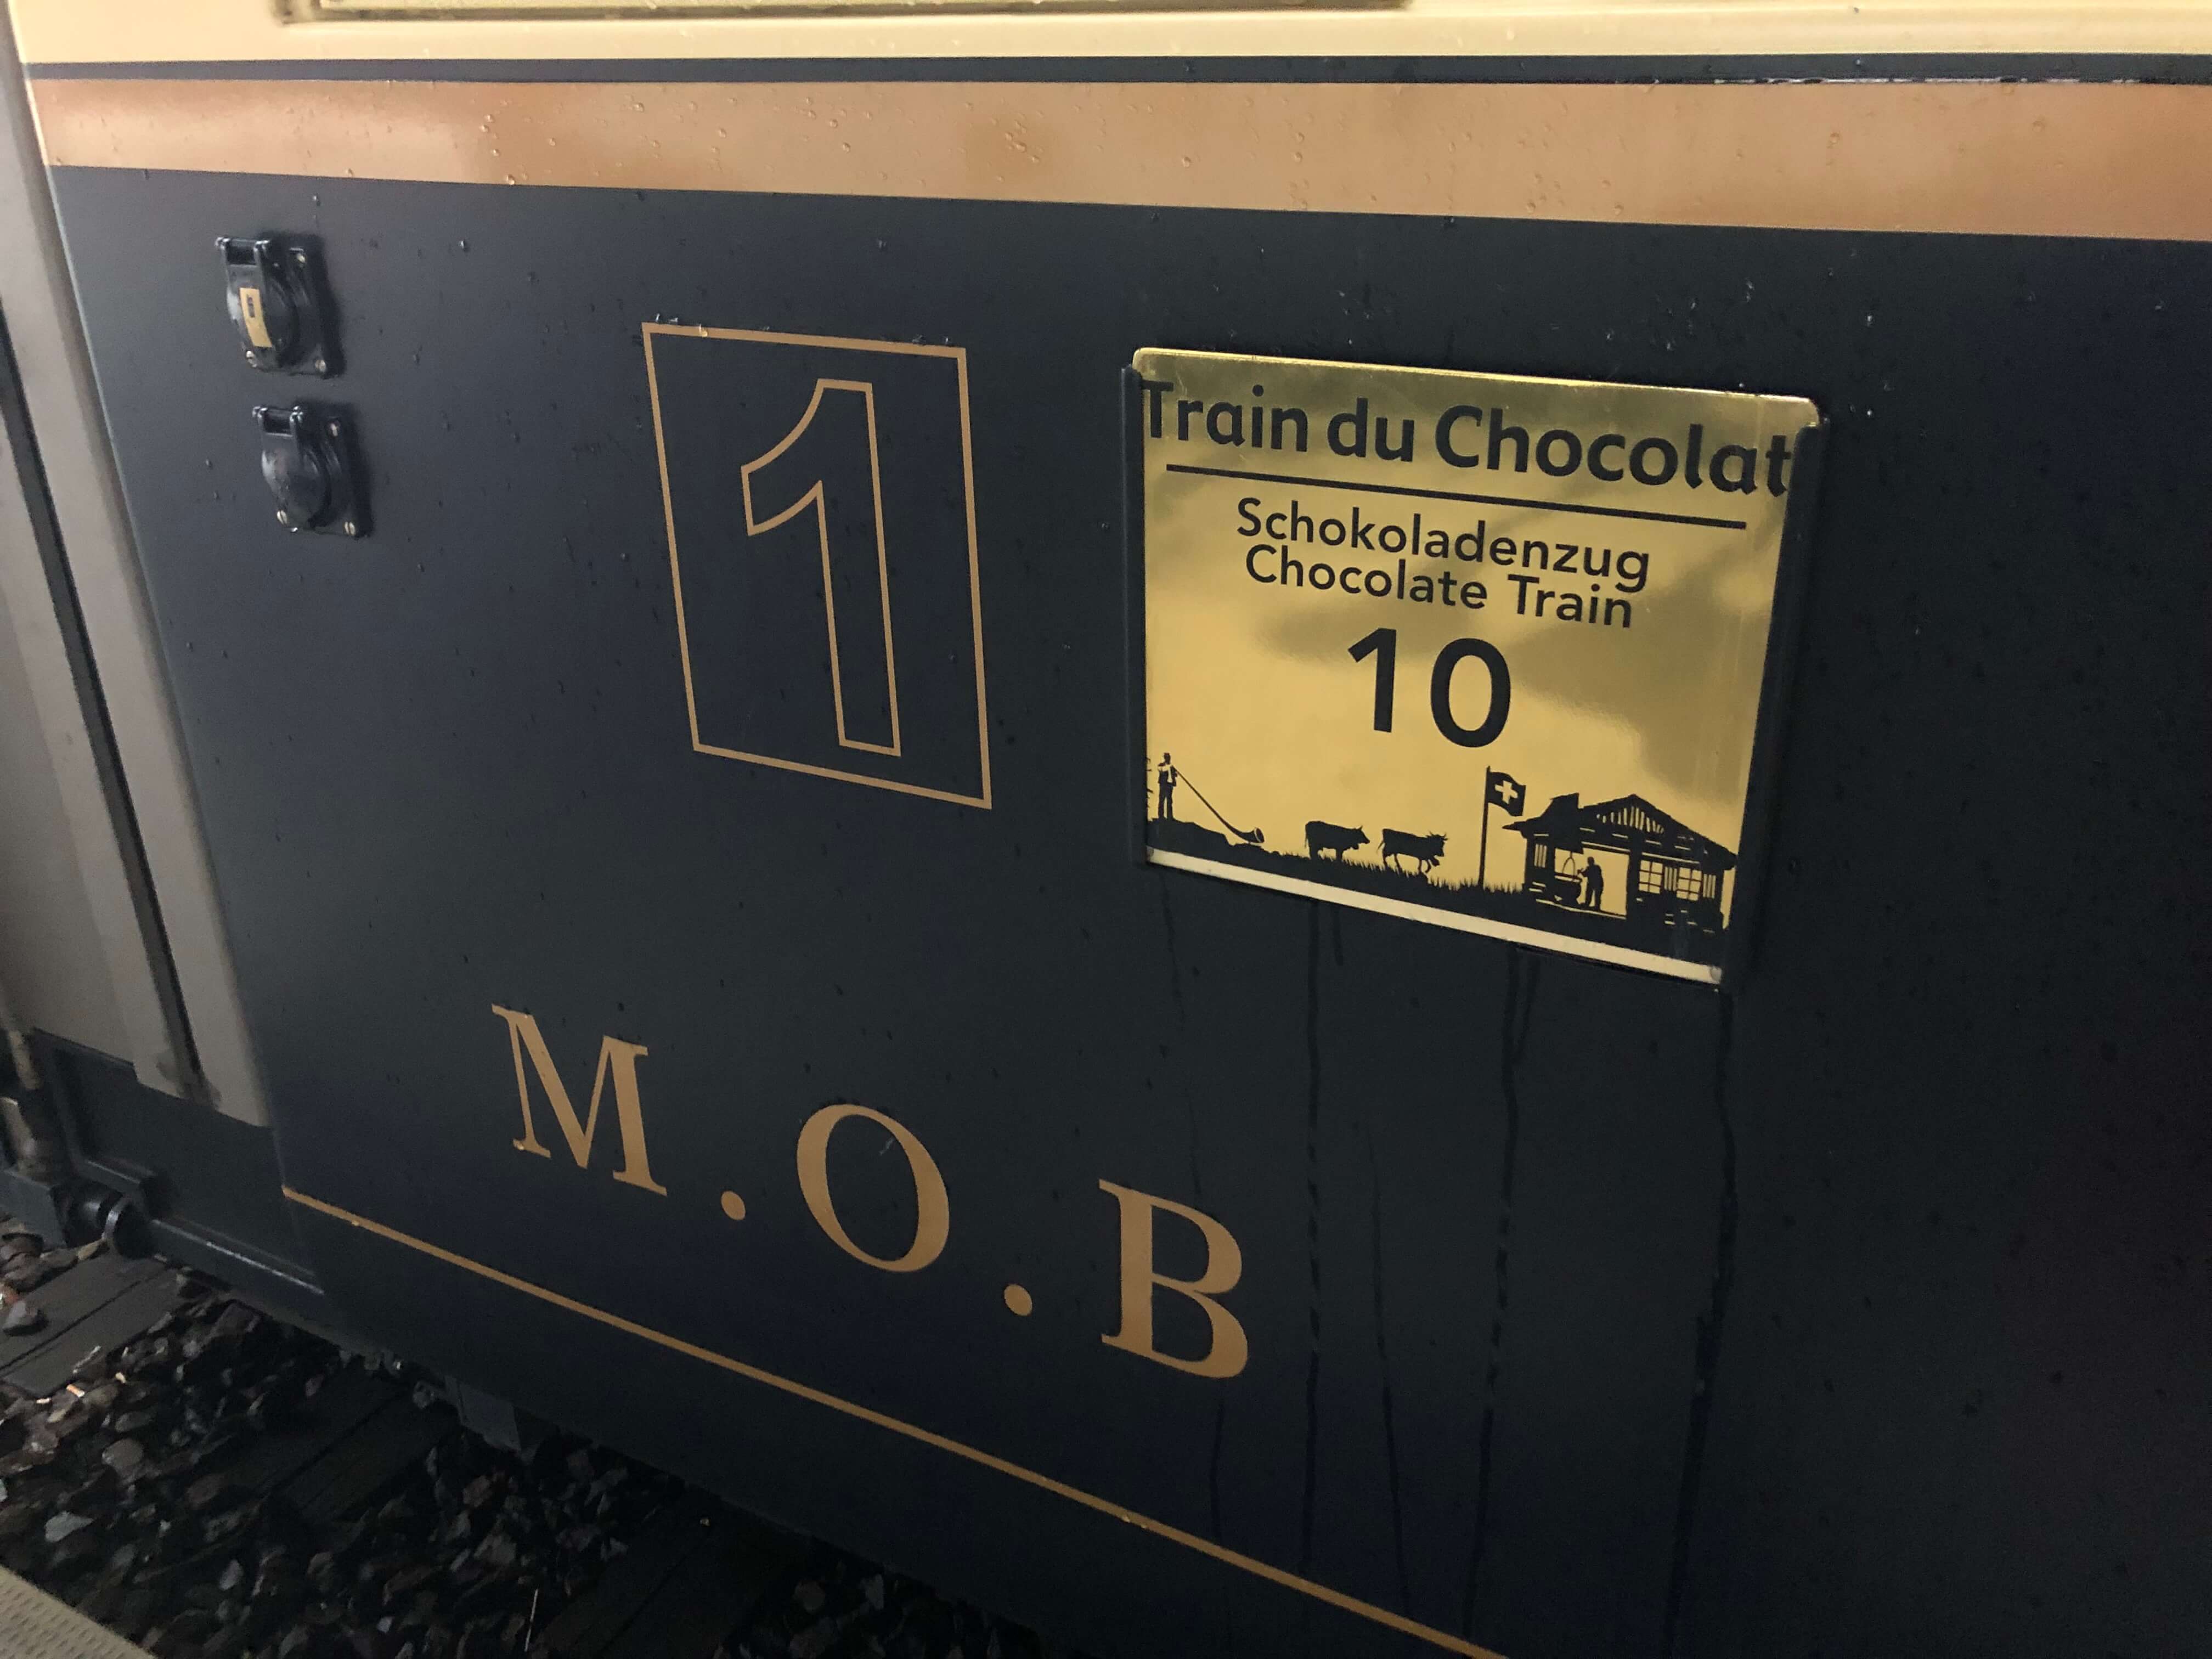 1
Train du Chocolat
Schokoladenzug
Chocolate Train
10
M.O.B